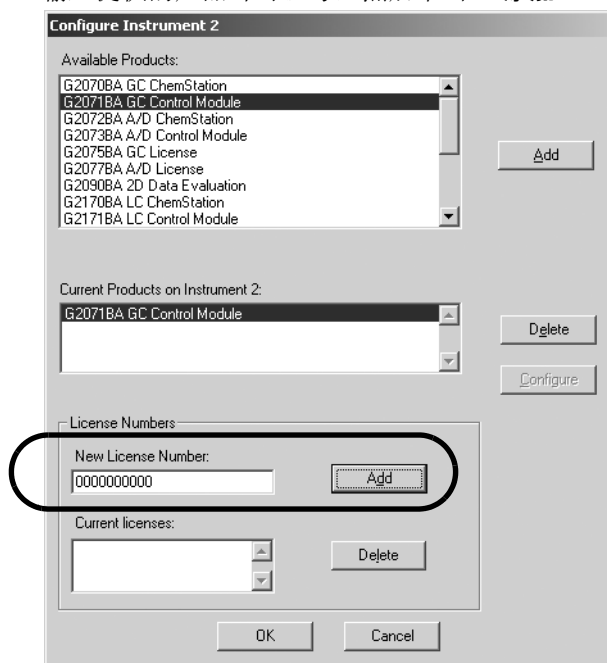 Configure Instrument 2
Available Products:
G2070BA GC ChemStation
G2071BA GC Control Module
G2072BA A/D ChemStation
G2073BA A/D Control Module
G2075BA GC License
G2077BA A/D License
G2090BA 2D Data Evaluation
G2170BA LC ChemStation
G2171BA LC Control Module
Add
Current Products on Instrument 2:
G2071BA GC Control Module
Delete
Configure
License Numbers
New License Number:
0000000000
Add
Current licenses:
Delete
OK
Cancel